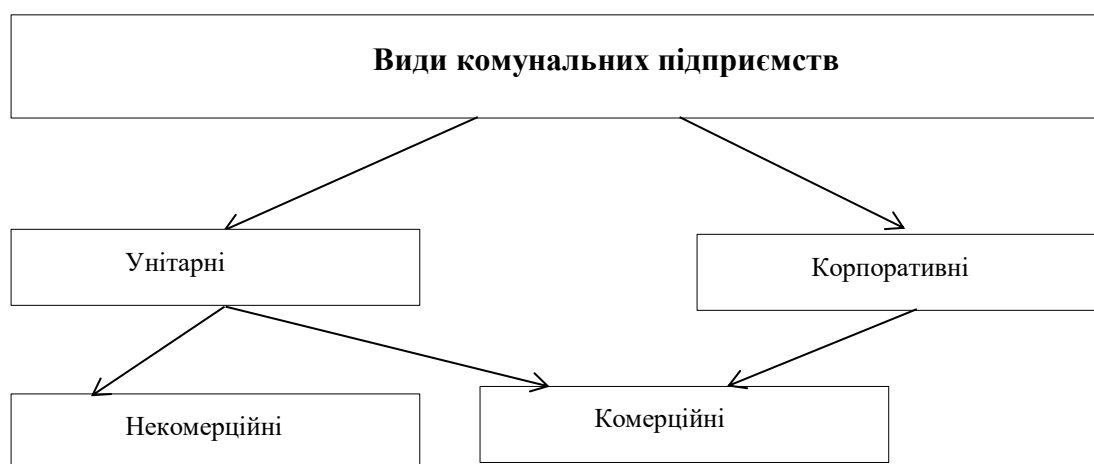 Види комунальних підприємств
Унітарні
Корпоративні
Некомерційні
Комерційні